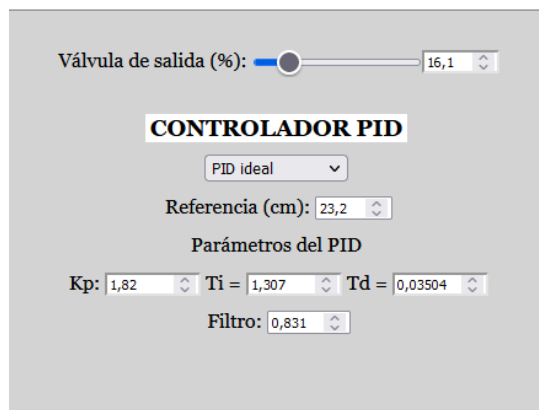 Válvula de salida (%): 16,1
CONTROLADOR PID
PID ideal
Referencia (cm): 23,2
Parámetros del PID
Kp: 1,82 Ti = 1,307 Td = 0,03504
Filtro: 0,831